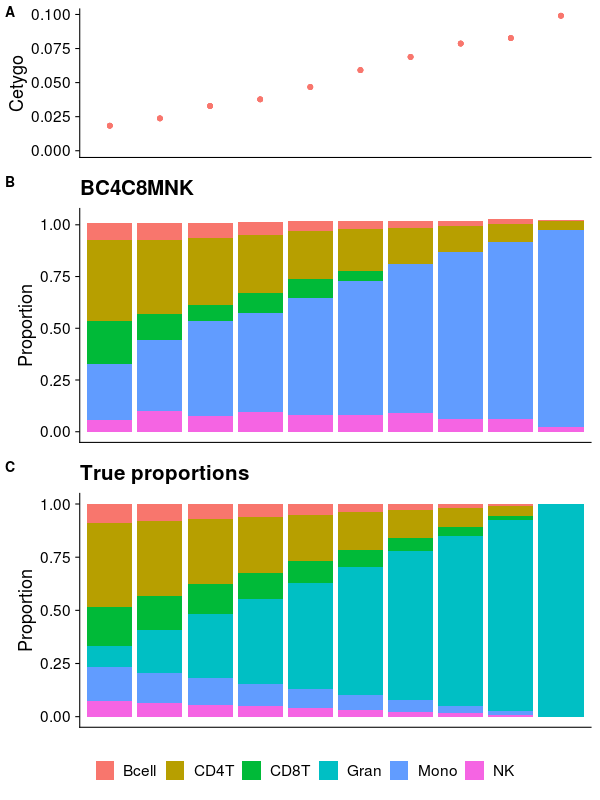 A
Cetygo
0.100
0.075
0.050
0.025
0.000
B
BC4C8MNK
Proportion
1.00
0.75
0.50
0.25
0.00
C
True proportions
Proportion
1.00
0.75
0.50
0.25
0.00
Bcell CD4T CD8T Gran Mono NK